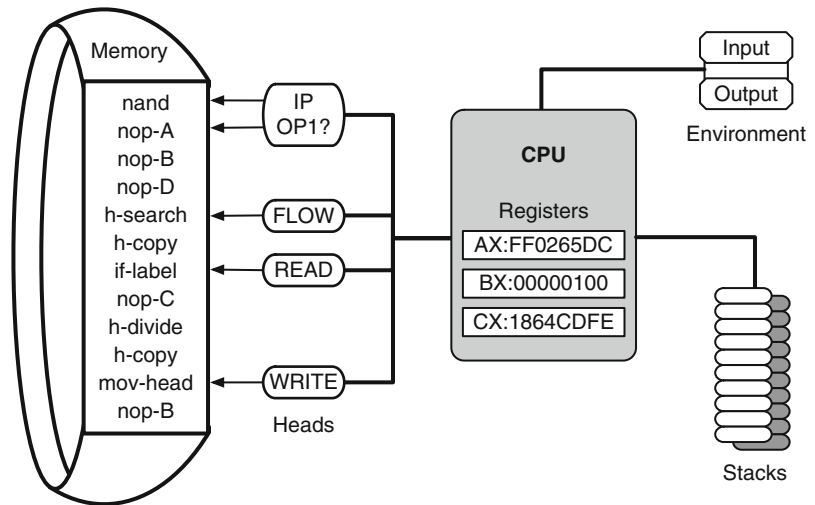 Memory
nand
nop-A
nop-B
nop-D
h-search
h-copy
if-label
nop-C
h-divide
h-copy
mov-head
nop-B
IP
OP1?
FLOW
READ
WRITE
Heads
CPU
Registers
AX:FF0265DC
BX:00000100
CX:1864CDFE
Input
Output
Environment
Stacks